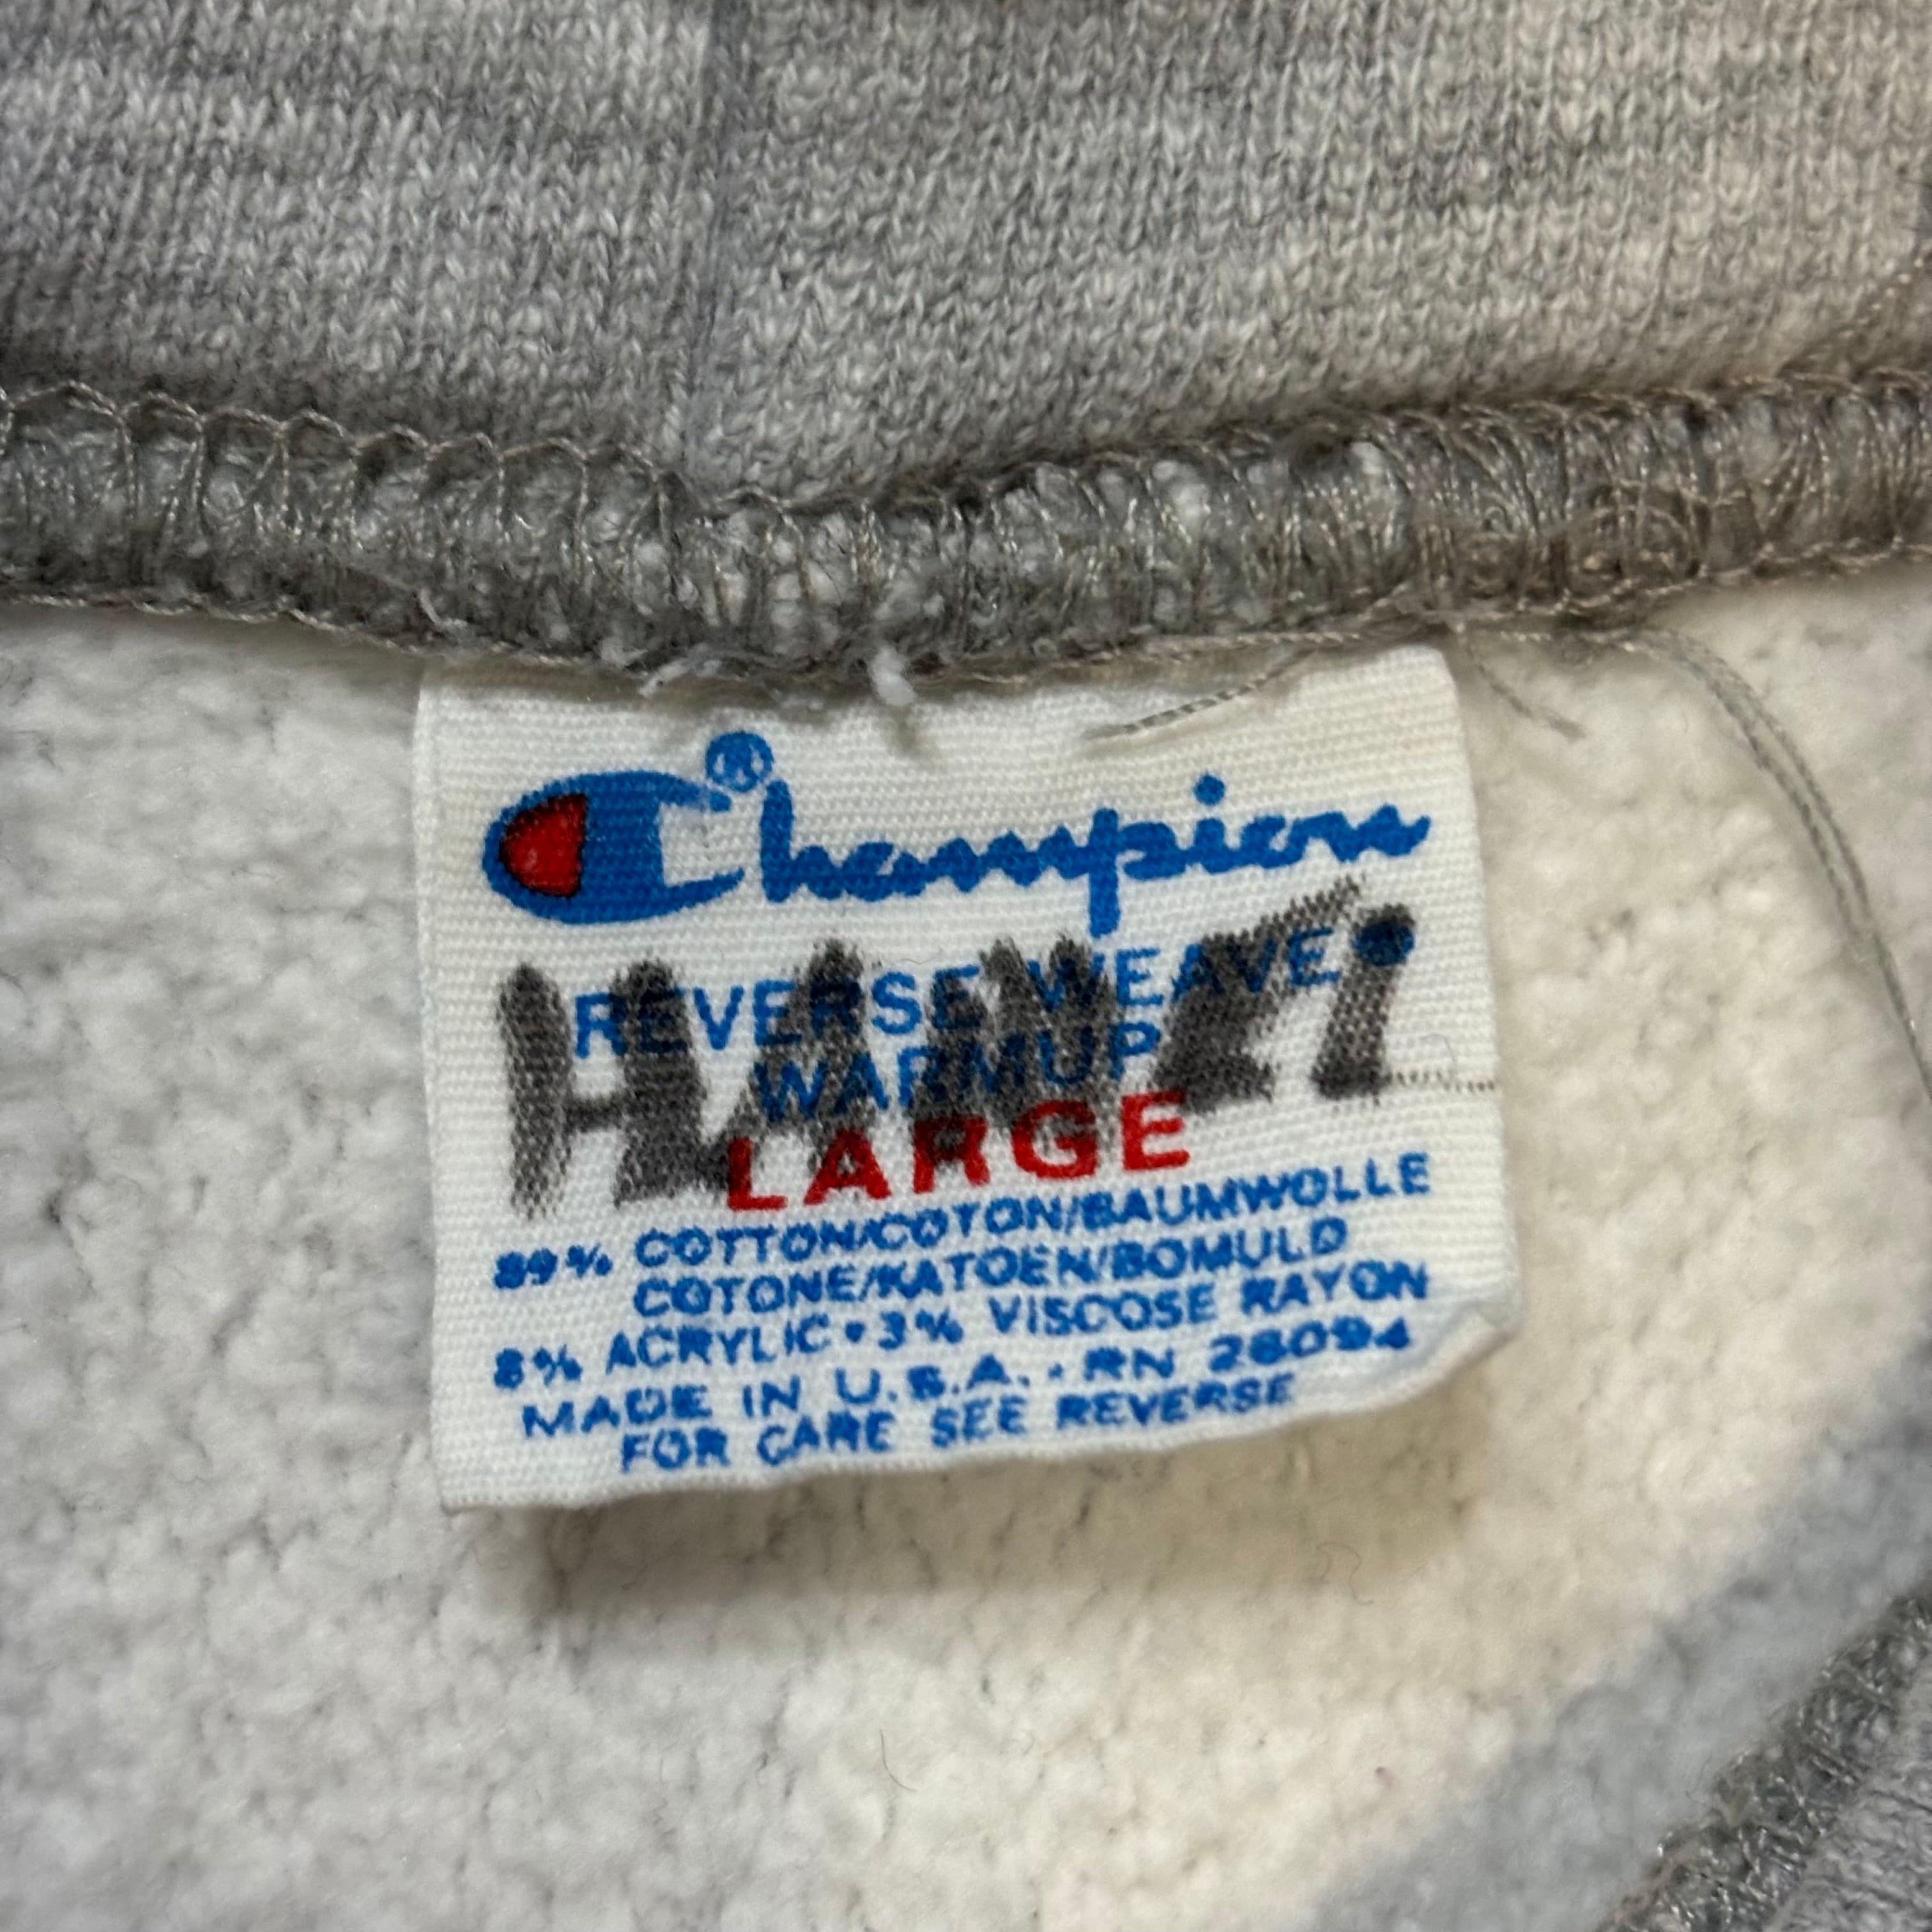 Champion®
REVERSE WEAVE
WARMUP
LARGE
89% COTTON/COTON/BAUMWOLLE
COTONE/KATOEN/BOMULD
8% ACRYLIC • 3% VISCOSE RAYON
MADE IN U.S.A. • RN 26094
FOR CARE SEE REVERSE